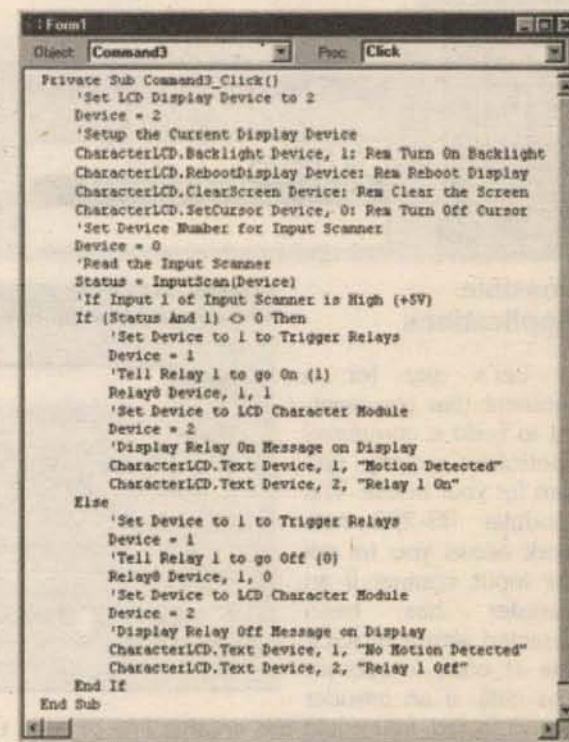 Form1
Object: Command3 Proc: Click
Private Sub Command3_Click()
'Set LCD Display Device to 2
Device = 2
'Setup the Current Display Device
CharacterLCD.Backlight Device, 1: Rem Turn On Backlight
CharacterLCD.RebootDisplay Device: Rem Reboot Display
CharacterLCD.ClearScreen Device: Rem Clear the Screen
CharacterLCD.SetCursor Device, 0: Rem Turn Off Cursor
'Set Device Number for Input Scanner
Device = 0
'Read the Input Scanner
Status = InputScan(Device)
'If Input 1 of Input Scanner is High (+5V)
If (Status And 1) <> 0 Then
'Set Device to 1 to Trigger Relays
Device = 1
'Tell Relay 1 to go On (1)
Relay8 Device, 1, 1
'Set Device to LCD Character Module
Device = 2
'Display Relay On Message on Display
CharacterLCD.Text Device, 1, "Motion Detected"
CharacterLCD.Text Device, 2, "Relay 1 On"
Else
'Set Device to 1 to Trigger Relays
Device = 1
'Tell Relay 1 to go Off (0)
Relay8 Device, 1, 0
'Set Device to LCD Character Module
Device = 2
'Display Relay Off Message on Display
CharacterLCD.Text Device, 1, "No Motion Detected"
CharacterLCD.Text Device, 2, "Relay 1 Off"
End If
End Sub